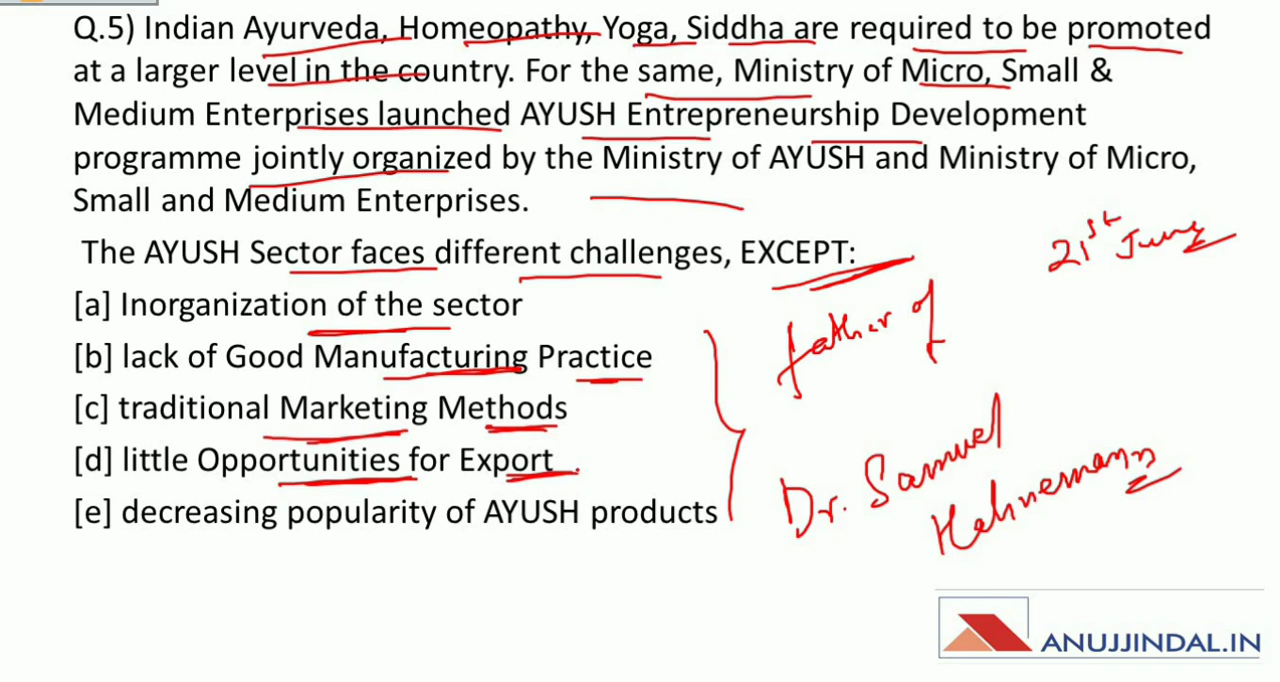 Q.5) Indian Ayurveda, Homeopathy, Yoga, Siddha are required to be promoted
at a larger level in the country. For the same, Ministry of Micro, Small &
Medium Enterprises launched AYUSH Entrepreneurship Development
programme jointly organized by the Ministry of AYUSH and Ministry of Micro,
Small and Medium Enterprises.
The AYUSH Sector faces different challenges, EXCEPT:
[a] Inorganization of the sector
[b] lack of Good Manufacturing Practice
[c] traditional Marketing Methods
[d] little Opportunities for Export
[e] decreasing popularity of AYUSH products
21st June
father of
Dr. Samuel
Hahnemann
ANUJJINDAL.IN